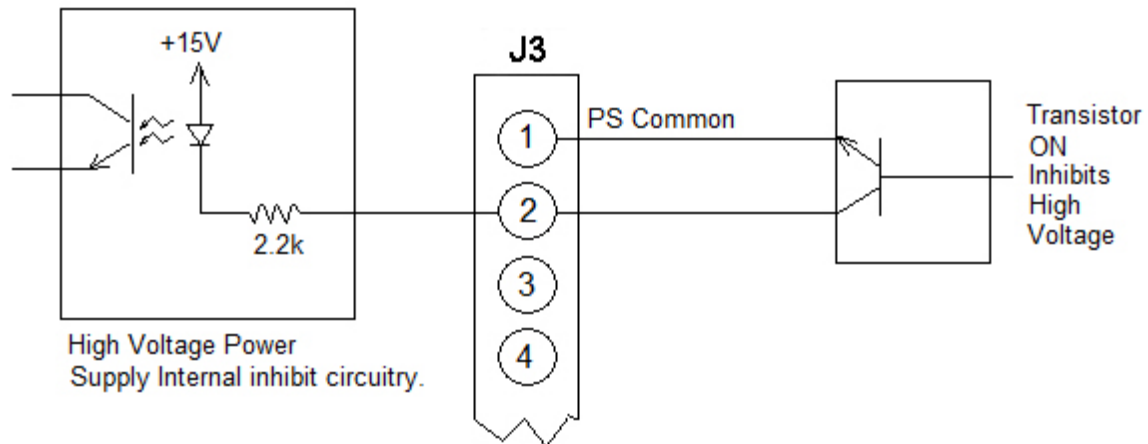 +15V
2.2k
High Voltage Power
Supply Internal inhibit circuitry.
J3
1
2
3
4
PS Common
Transistor
ON
Inhibits
High
Voltage